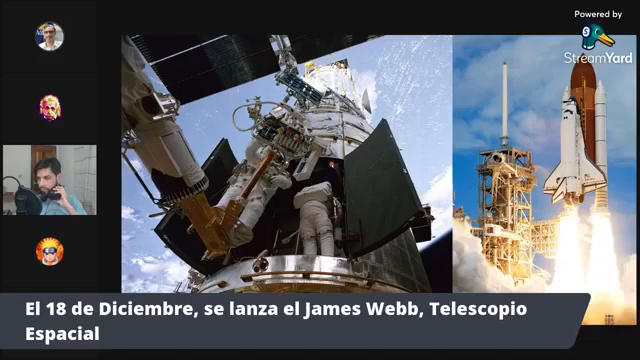 Powered by
StreamYard
El 18 de Diciembre, se lanza el James Webb, Telescopio
Espacial